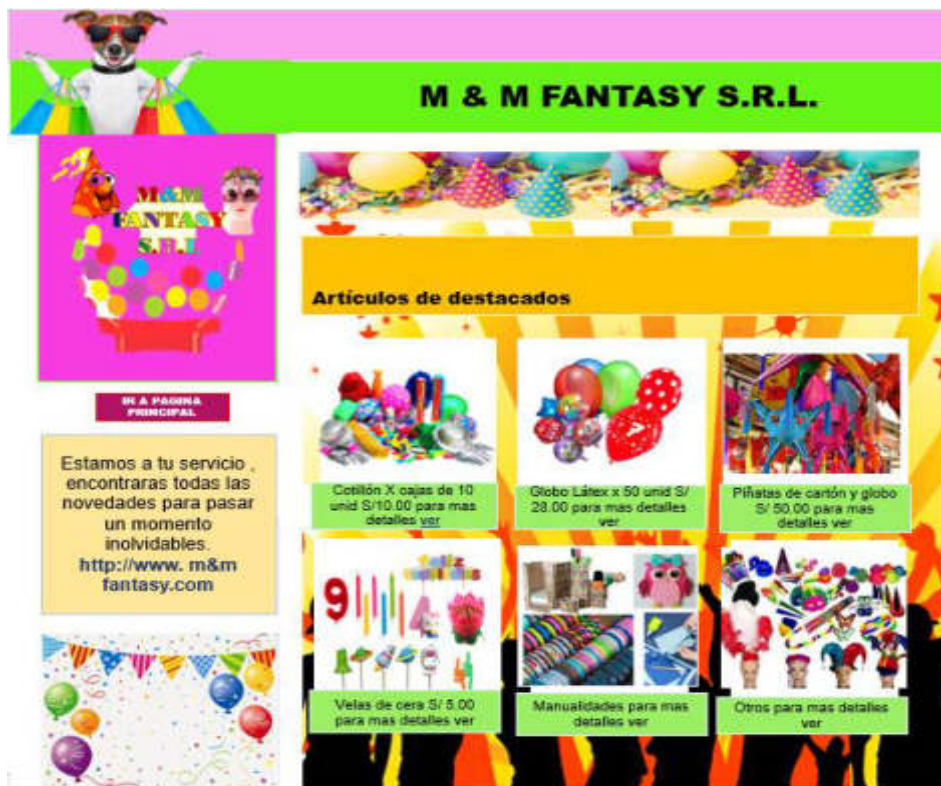 M & M FANTASY S.R.L.
M&M
FANTASY
S.R.L
Artículos de destacados
IR A PAGINA
PRINCIPAL
Estamos a tu servicio ,
encontraras todas las
novedades para pasar
un momento
inolvidables.
http://www. m&m
fantasy.com
Cotillón X cajas de 10
unid S/10.00 para mas
detalles ver
Globo Látex x 50 unid S/
28.00 para mas detalles
ver
Piñatas de cartón y globo
S/ 50.00 para mas
detalles ver
Velas de cera S/ 5.00
para mas detalles ver
Manualidades para mas
detalles ver
Otros para mas detalles
ver